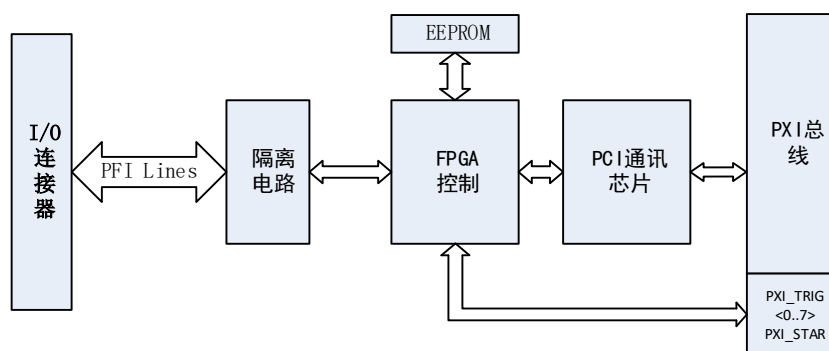 EEPROM
I/O
连接器
PFI Lines
隔离
电路
FPGA
控制
PCI通讯
芯片
PXI总
线
PXI_TRIG
<0..7>
PXI_STAR